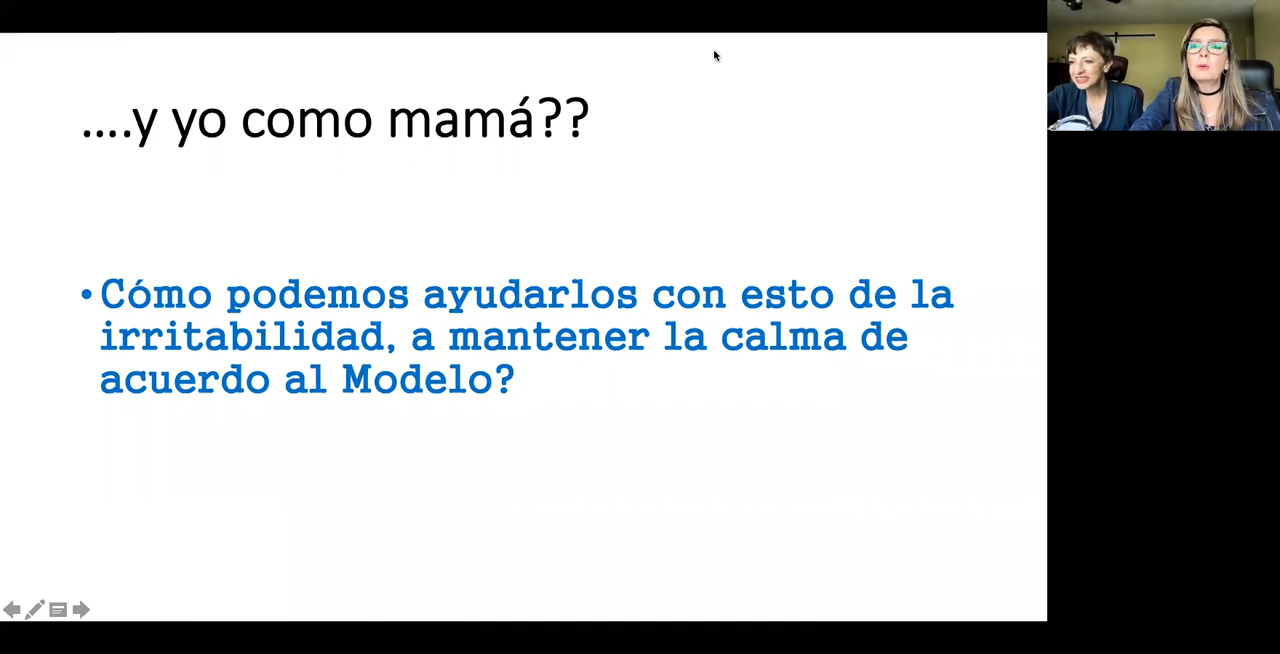 ....y yo como mamá??
•Cómo podemos ayudarlos con esto de la
irritabilidad, a mantener la calma de
acuerdo al Modelo?